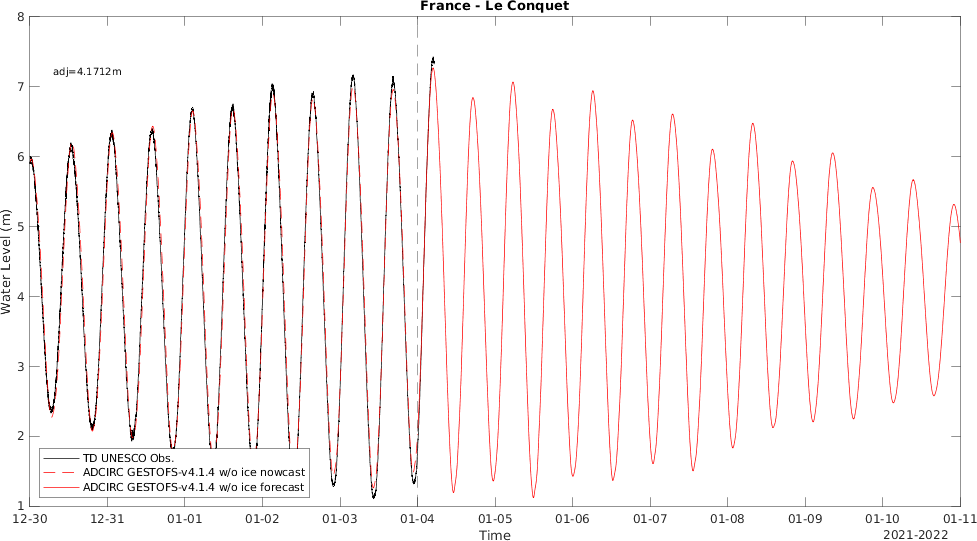 France - Le Conquet
adj=4.1712m
8
7
6
5
4
3
2
1
Water Level (m)
TD UNESCO Obs.
ADCIRC GESTOFS-v4.1.4 w/o ice nowcast
ADCIRC GESTOFS-v4.1.4 w/o ice forecast
12-30 12-31 01-01 01-02 01-03 01-04 01-05 01-06 01-07 01-08 01-09 01-10 01-11
Time
2021-2022